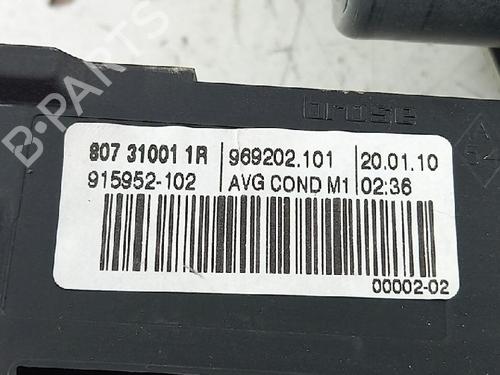 B-PARTS
brose
807 31001 1R 969202.101 20.01.10
915952-102 AVG COND M1 02:36
00002-02